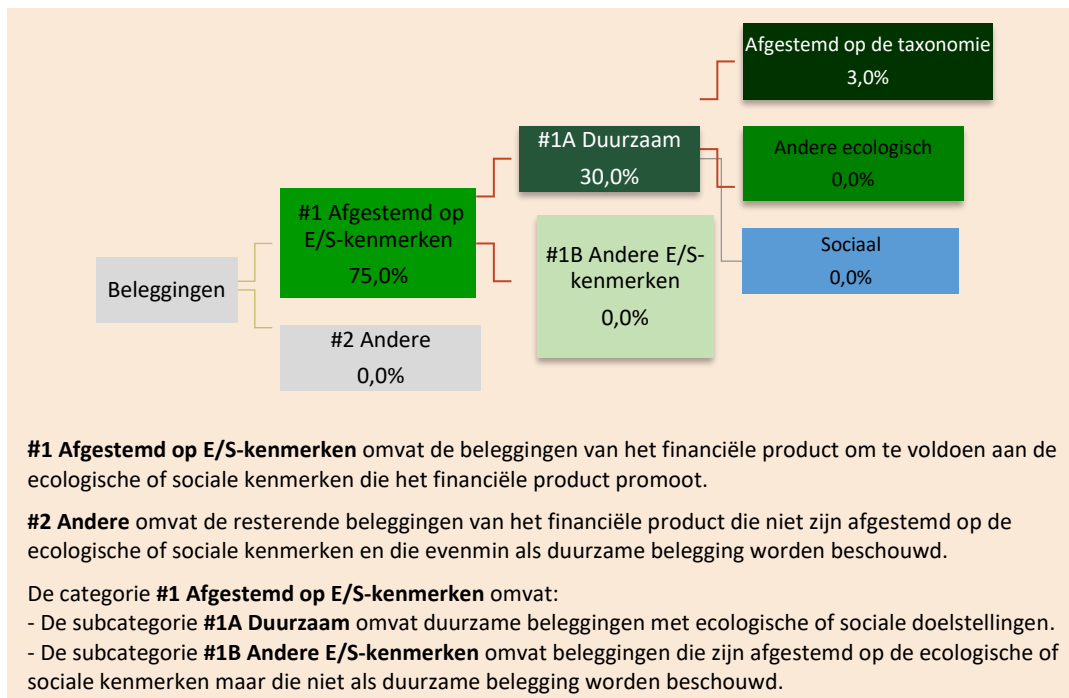 Afgestemd op de taxonomie
3,0%
#1A Duurzaam
30,0%
Andere ecologisch
0,0%
#1 Afgestemd op
E/S-kenmerken
75,0%
#1B Andere E/S-
kenmerken
0,0%
Sociaal
0,0%
Beleggingen
#2 Andere
0,0%
#1 Afgestemd op E/S-kenmerken omvat de beleggingen van het financiële product om te voldoen aan de
ecologische of sociale kenmerken die het financiële product promoot.
#2 Andere omvat de resterende beleggingen van het financiële product die niet zijn afgestemd op de
ecologische of sociale kenmerken en die evenmin als duurzame belegging worden beschouwd.
De categorie #1 Afgestemd op E/S-kenmerken omvat:
- De subcategorie #1A Duurzaam omvat duurzame beleggingen met ecologische of sociale doelstellingen.
- De subcategorie #1B Andere E/S-kenmerken omvat beleggingen die zijn afgestemd op de ecologische of
sociale kenmerken maar die niet als duurzame belegging worden beschouwd.